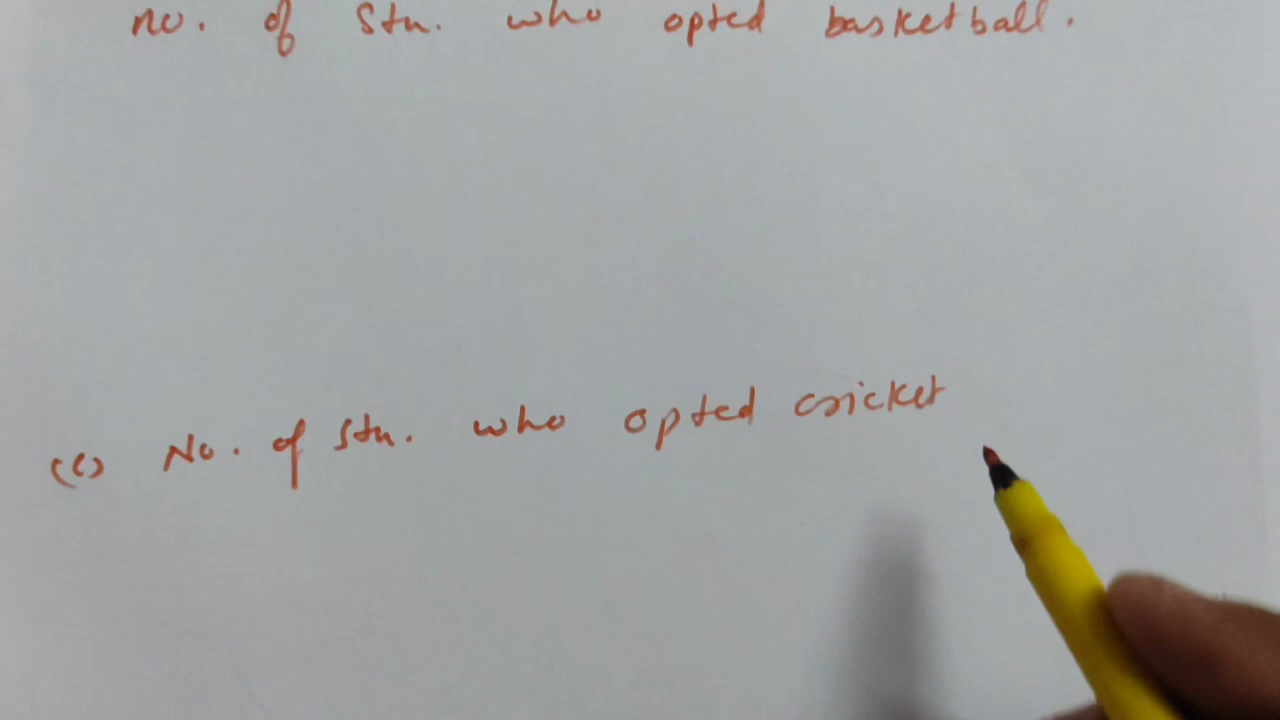 no. of Stu. who opted basketball.
(c) No. of Stu. who opted cricket